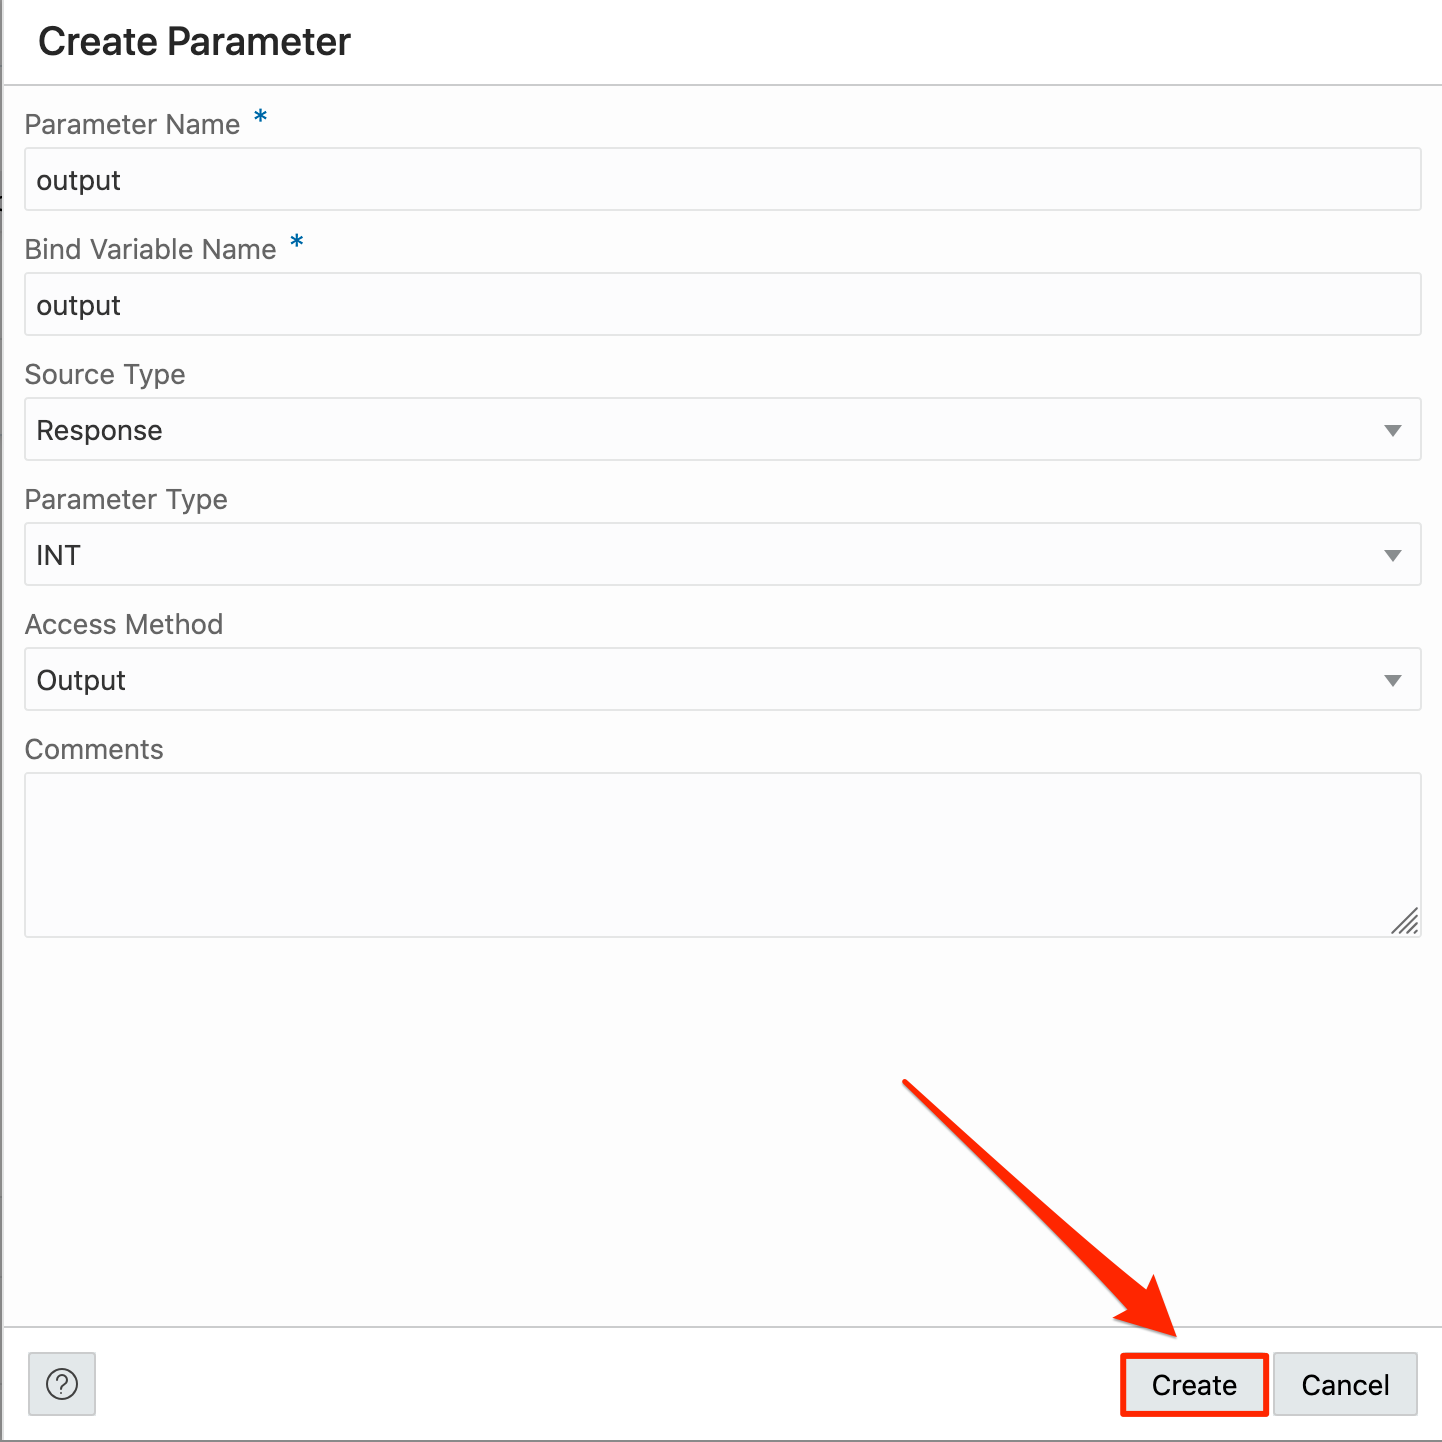 Create Parameter
Parameter Name *
output
Bind Variable Name *
output
Source Type
Response
Parameter Type
INT
Access Method
Output
Comments
?
Create Cancel